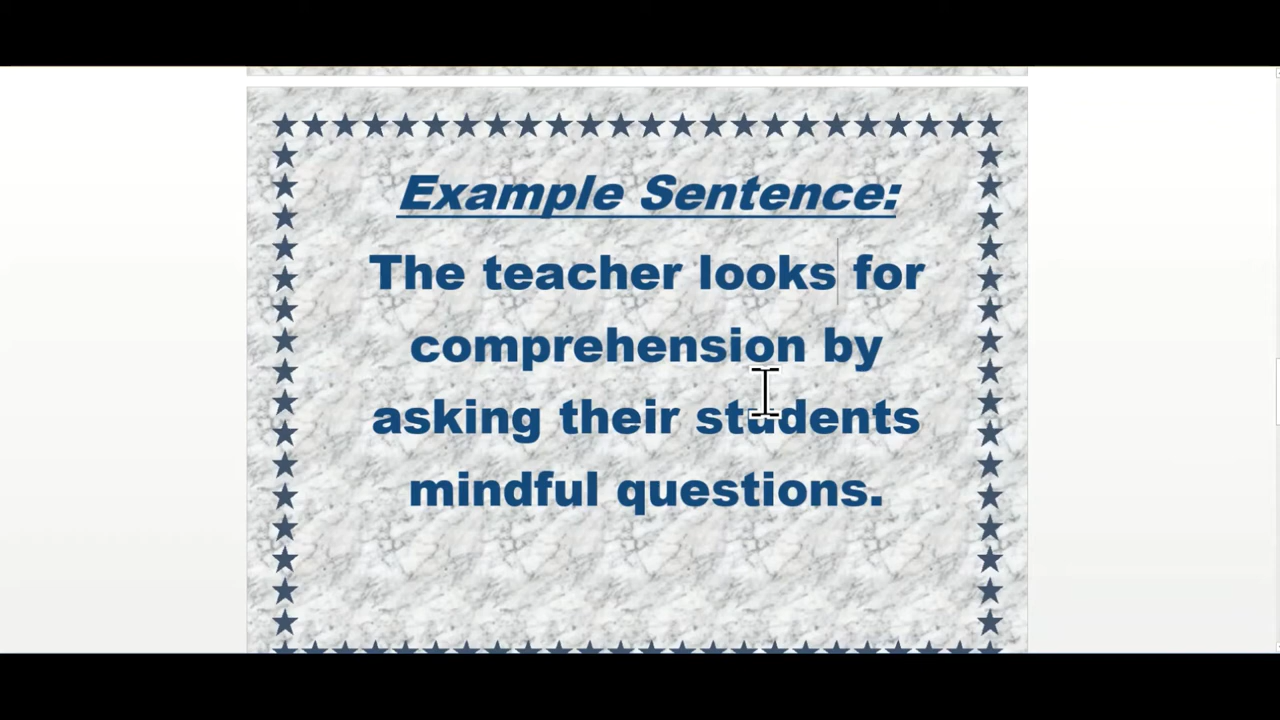 Example Sentence:
The teacher looks for
comprehension by
asking their students
mindful questions.